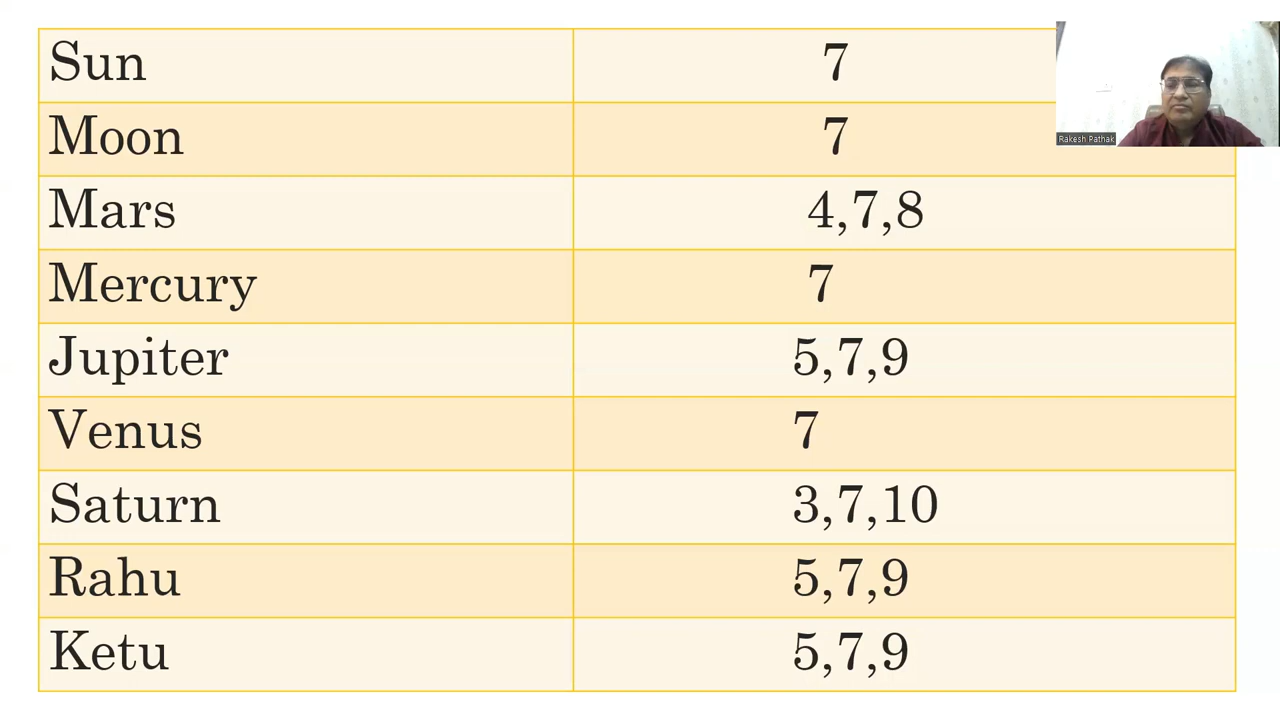 Sun 7
Moon 7
Mars 4,7,8
Mercury 7
Jupiter 5,7,9
Venus 7
Saturn 3,7,10
Rahu 5,7,9
Ketu 5,7,9
Rakesh Pathak